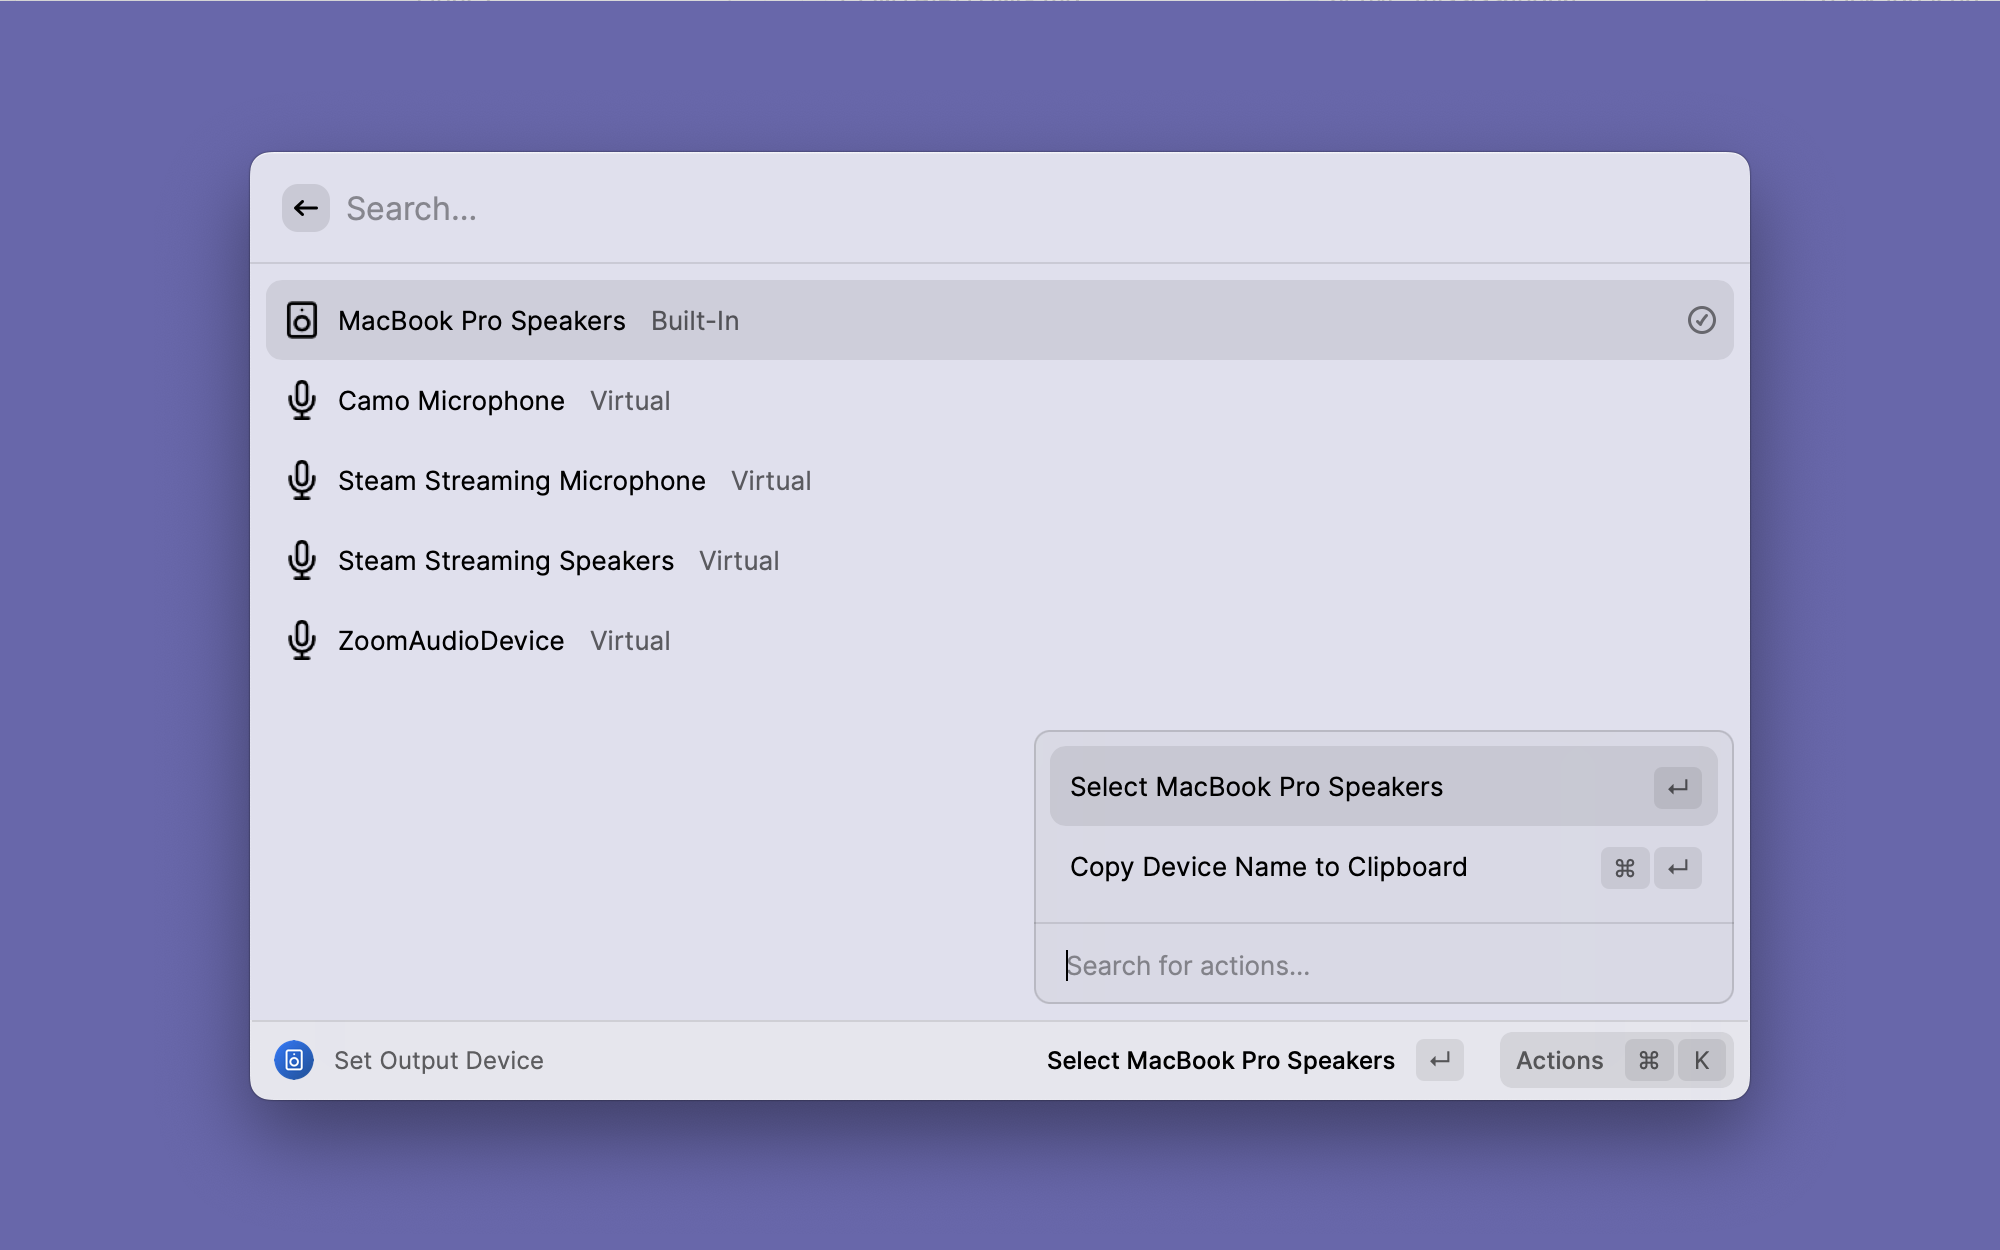 Search...
MacBook Pro Speakers Built-In
Camo Microphone Virtual
Steam Streaming Microphone Virtual
Steam Streaming Speakers Virtual
ZoomAudioDevice Virtual
Select MacBook Pro Speakers ↵
Copy Device Name to Clipboard ⌘ ↵
Search for actions...
Set Output Device Select MacBook Pro Speakers ↵ Actions ⌘ K